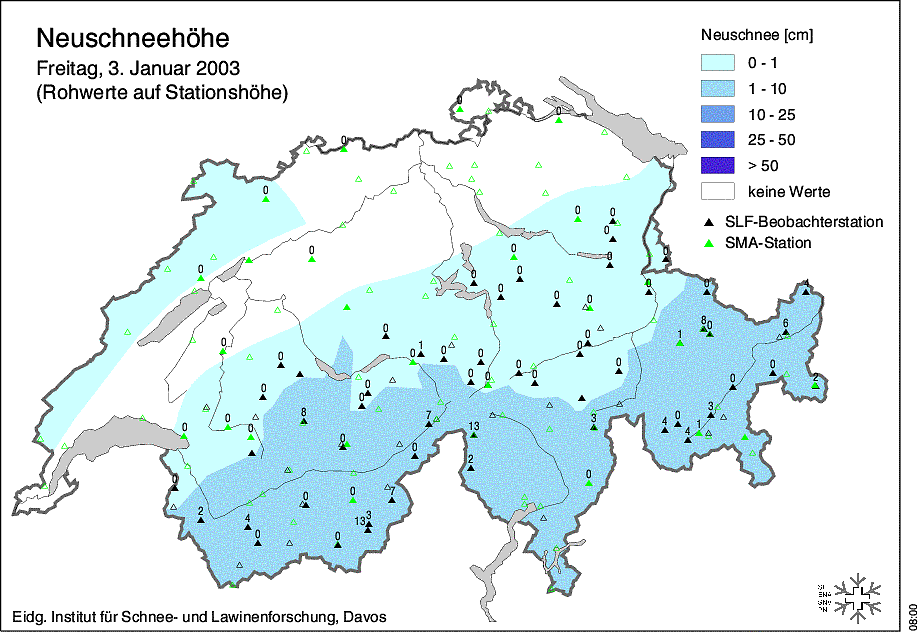 Neuschneehöhe
Freitag, 3. Januar 2003
(Rohwerte auf Stationshöhe)
Neuschnee [cm]
0 - 1
1 - 10
10 - 25
25 - 50
> 50
keine Werte
SLF-Beobachterstation
SMA-Station
0
0
0
0
0 0
0
0 0
0 0 0
0 0
0 0 0 0 0 4
0 8 0 6
0 0 1 0 0 1
0 0 0 0
0 0 0 0 0 0 2
0 0 8 7 3 3
0 0 0 0 13 4 0 4 1
0 0 2 0
0 0 7
2 4 13 3
0 0
Eidg. Institut für Schnee- und Lawinenforschung, Davos
08:00